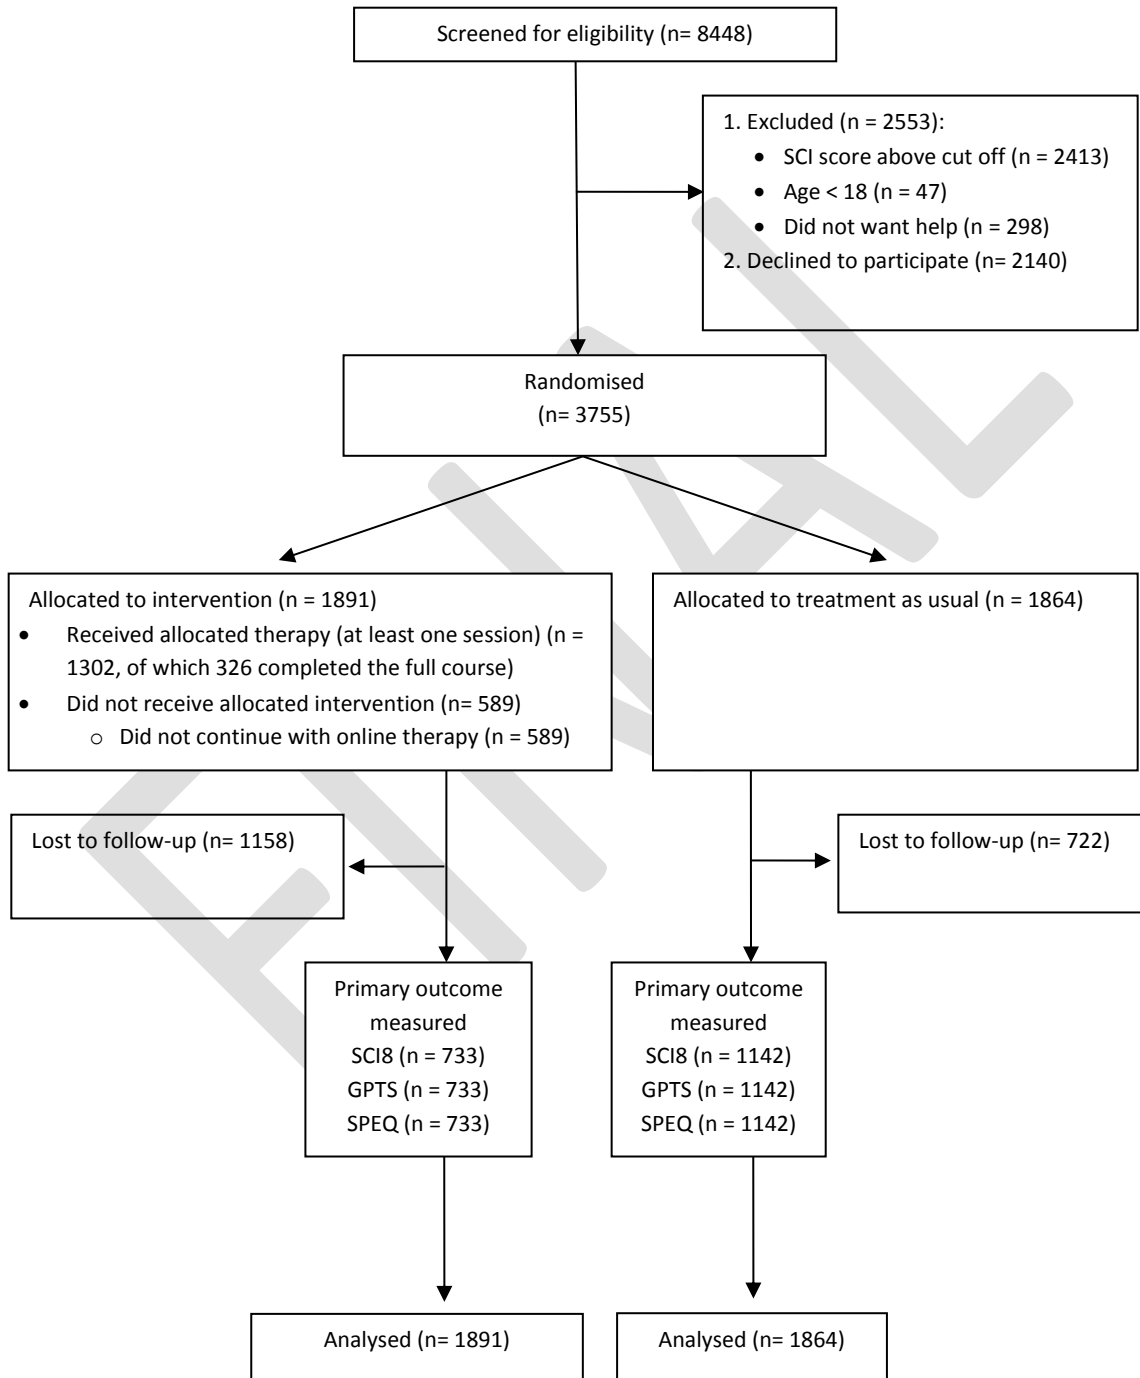 Screened for eligibility (n= 8448)
1. Excluded (n = 2553):
• SCI score above cut off (n = 2413)
• Age < 18 (n = 47)
• Did not want help (n = 298)
2. Declined to participate (n= 2140)
Randomised
(n= 3755)
Allocated to intervention (n = 1891)
• Received allocated therapy (at least one session) (n =
1302, of which 326 completed the full course)
• Did not receive allocated intervention (n= 589)
o Did not continue with online therapy (n = 589)
Allocated to treatment as usual (n = 1864)
Lost to follow-up (n= 1158)
Lost to follow-up (n= 722)
Primary outcome
measured
SCI8 (n = 733)
GPTS (n = 733)
SPEQ (n = 733)
Primary outcome
measured
SCI8 (n = 1142)
GPTS (n = 1142)
SPEQ (n = 1142)
Analysed (n= 1891)
Analysed (n= 1864)
FINAL